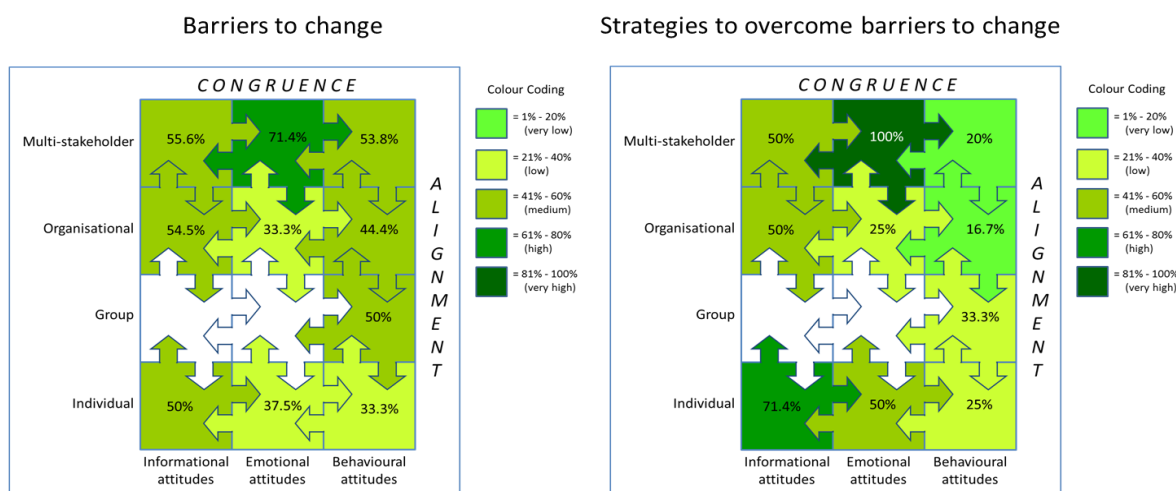 Barriers to change
CONGRUENCE
Multi-stakeholder
55.6%
71.4%
53.8%
Organisational
54.5%
33.3%
44.4%
Group
50%
Individual
50%
37.5%
33.3%
Informational
attitudes
Emotional
attitudes
Behavioural
attitudes
ALIGNMENT
Colour Coding
= 1% - 20%
(very low)
= 21% - 40%
(low)
= 41% - 60%
(medium)
= 61% - 80%
(high)
= 81% - 100%
(very high)
Strategies to overcome barriers to change
CONGRUENCE
Multi-stakeholder
50%
100%
20%
Organisational
50%
25%
16.7%
Group
33.3%
Individual
71.4%
50%
25%
Informational
attitudes
Emotional
attitudes
Behavioural
attitudes
ALIGNMENT
Colour Coding
= 1% - 20%
(very low)
= 21% - 40%
(low)
= 41% - 60%
(medium)
= 61% - 80%
(high)
= 81% - 100%
(very high)